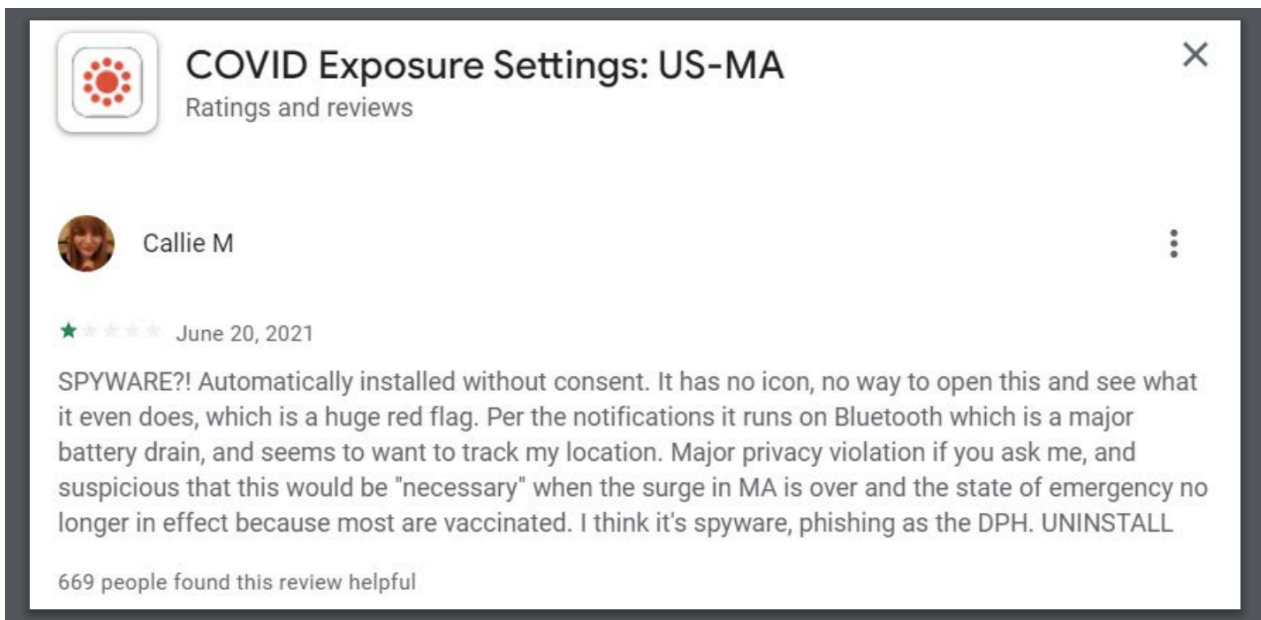 COVID Exposure Settings: US-MA
Ratings and reviews
Callie M
June 20, 2021
SPYWARE?! Automatically installed without consent. It has no icon, no way to open this and see what
it even does, which is a huge red flag. Per the notifications it runs on Bluetooth which is a major
battery drain, and seems to want to track my location. Major privacy violation if you ask me, and
suspicious that this would be "necessary" when the surge in MA is over and the state of emergency no
longer in effect because most are vaccinated. I think it's spyware, phishing as the DPH. UNINSTALL
669 people found this review helpful